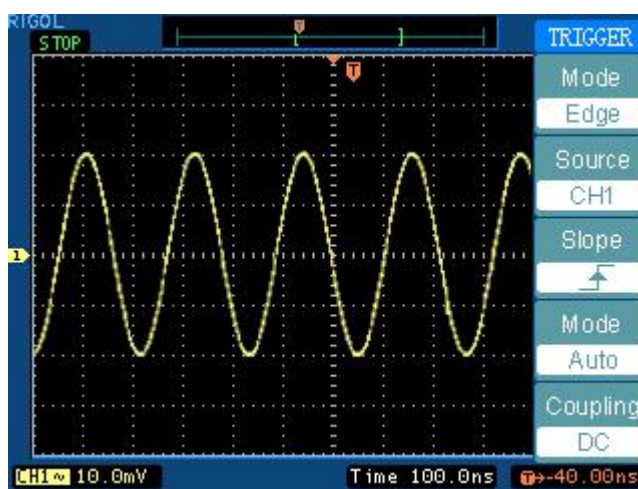 RIGOL
STOP
T
T
TRIGGER
Mode
Edge
Source
CH1
Slope
Mode
Auto
Coupling
DC
1
CH1~ 10.0mV
Time 100.0ns
T→-40.00ns